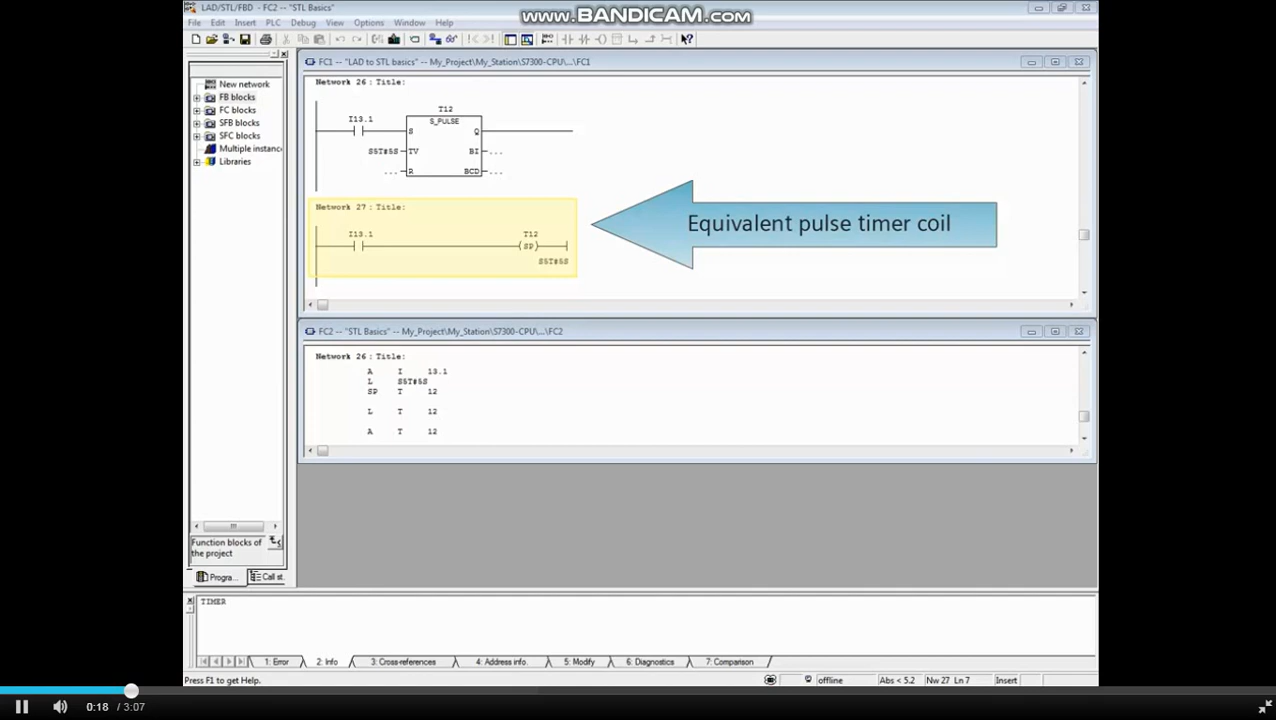 LAD/STL/FBD - FC2 -- "STL Basics"
www.BANDICAM.com
File Edit Insert PLC Debug View Options Window Help
New network
FB blocks
FC blocks
SFB blocks
SFC blocks
Multiple instanc
Libraries
Function blocks of
the project
Progra...
Call st.
FC1 -- "LAD to STL basics" -- My_Project\My_Station\S7300-CPU\...\FC1
Network 26 : Title:
T12
I13.1
S_PULSE
S Q
S5T#5S TV BI ...
... R BCD ...
Network 27 : Title:
I13.1 T12
(SP)
S5T#5S
Equivalent pulse timer coil
FC2 -- "STL Basics" -- My_Project\My_Station\S7300-CPU\...\FC2
Network 26 : Title:
A I 13.1
L S5T#5S
SP T 12
L T 12
A T 12
TIMER
1: Error 2: Info 3: Cross-references 4: Address info. 5: Modify 6: Diagnostics 7: Comparison
Press F1 to get Help.
offline Abs < 5.2 Nw 27 Ln 7 Insert
0:18 / 3:07